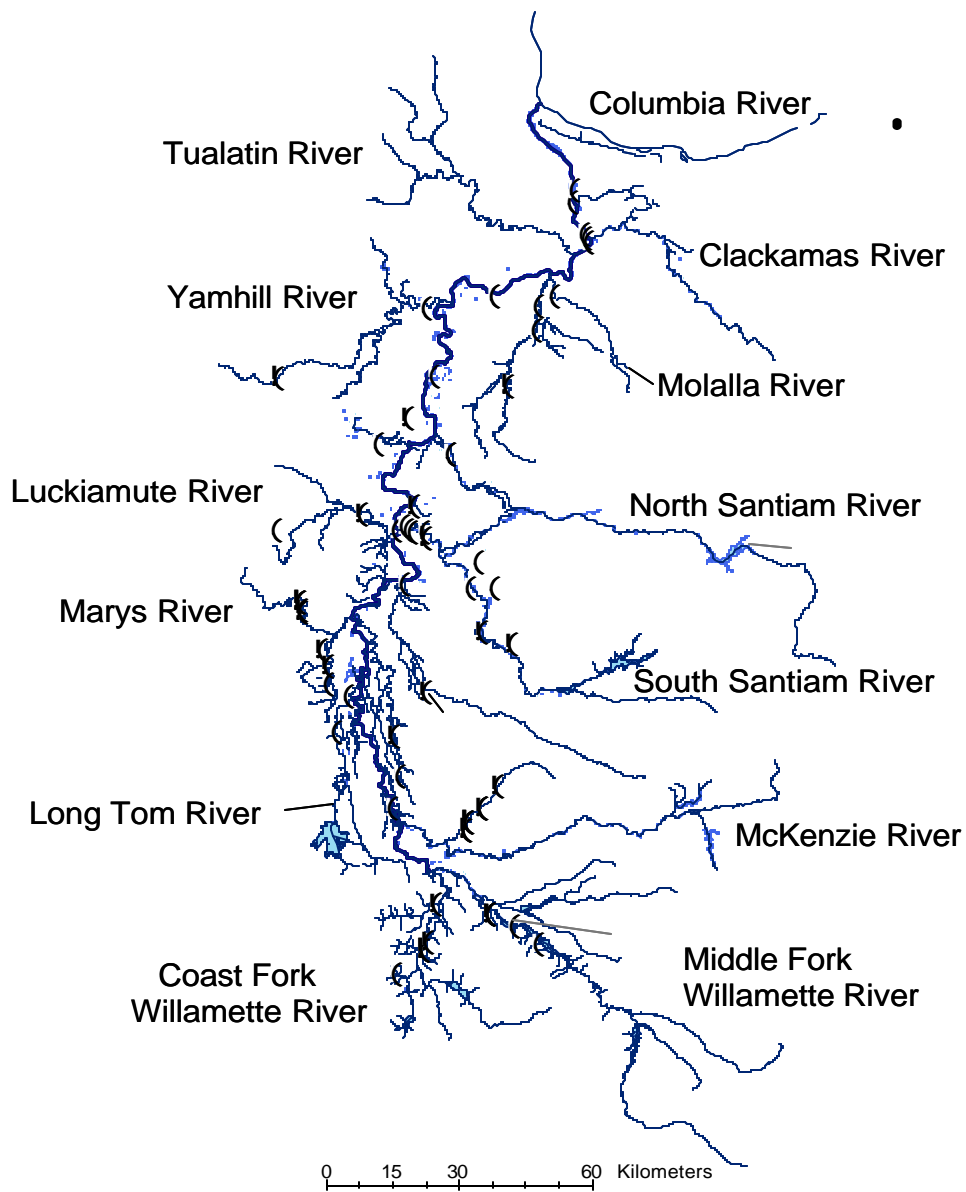 Columbia River
Tualatin River
Clackamas River
Yamhill River
Molalla River
Luckiamute River
North Santiam River
Marys River
South Santiam River
Long Tom River
McKenzie River
Middle Fork
Willamette River
Coast Fork
Willamette River
0 15 30 60 Kilometers